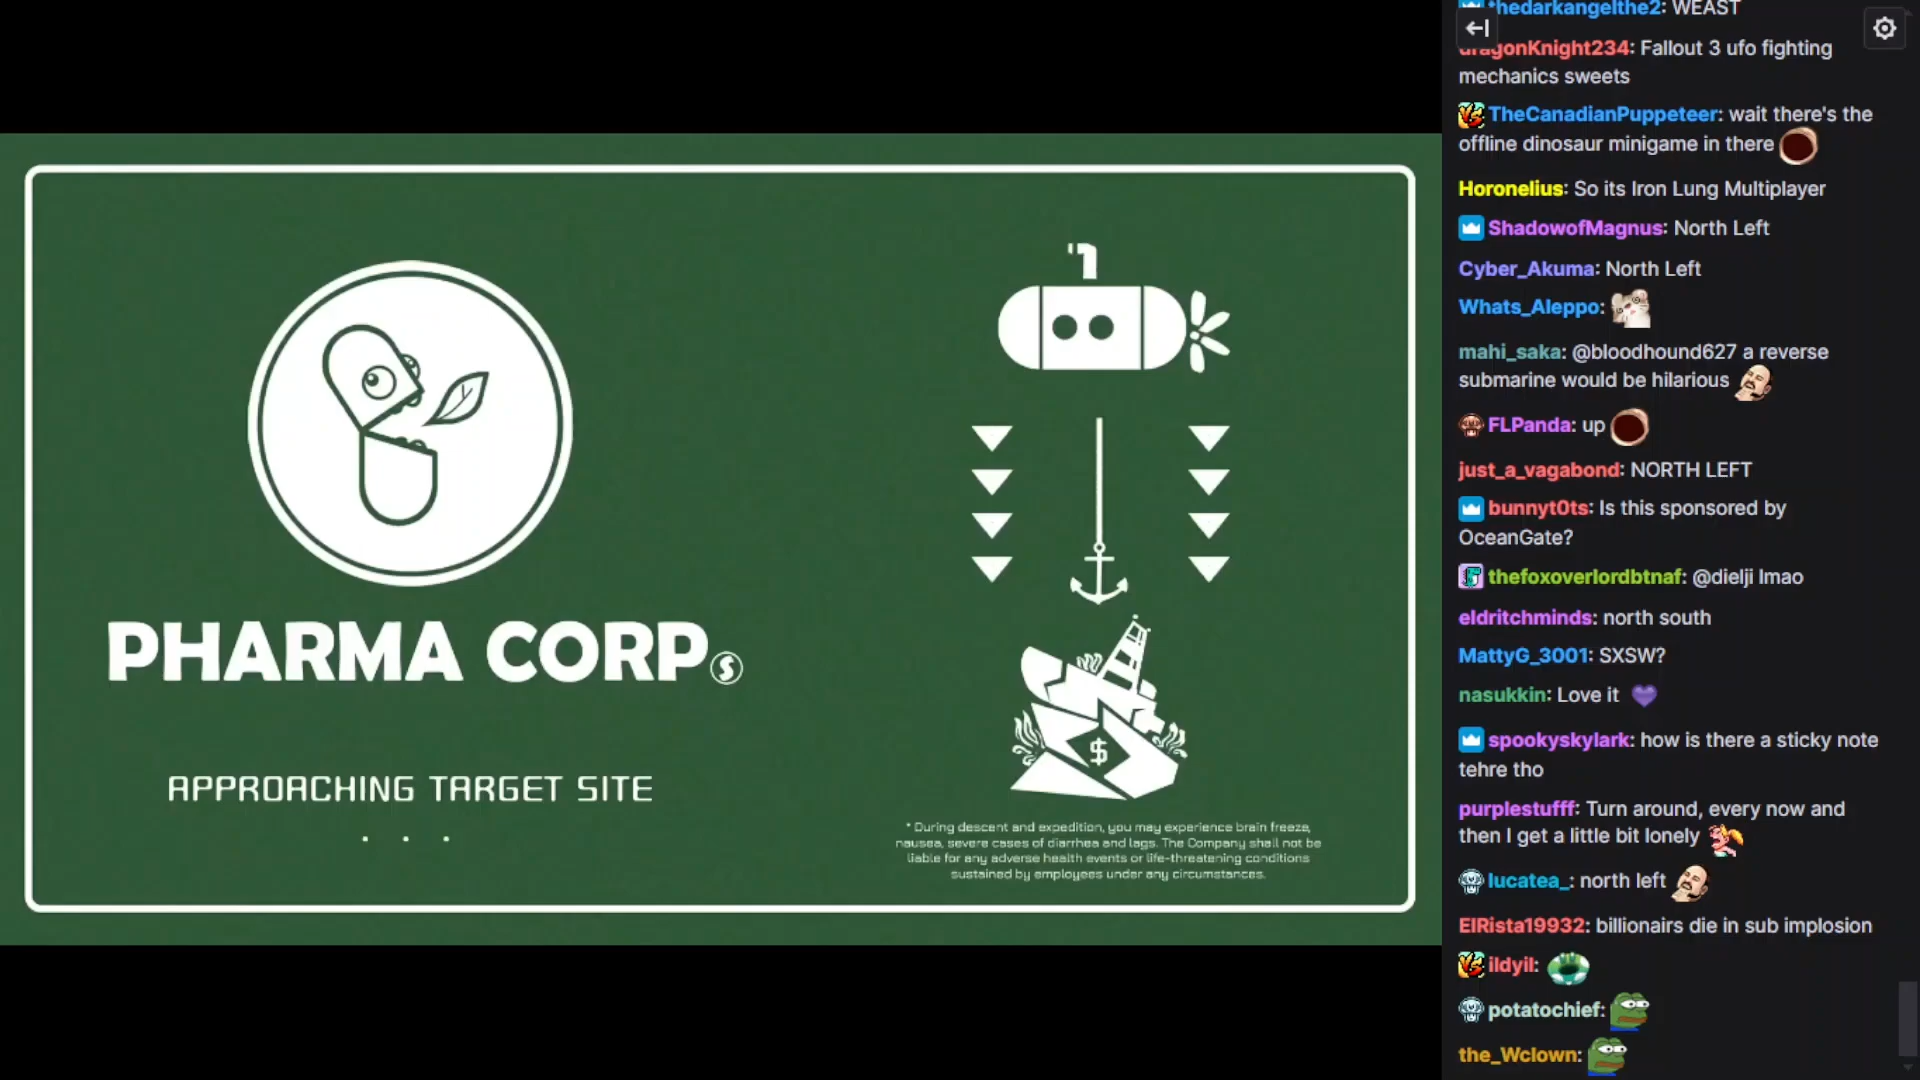 PHARMA CORP
S
APPROACHING TARGET SITE
. . .
$
* During descent and expedition, you may experience brain freeze,
nausea, severe cases of diarrhea and lags. The Company shall not be
liable for any adverse health events or life-threatening conditions
sustained by employees under any circumstances.
thedarkangelthe2: WEAST
dragonKnight234: Fallout 3 ufo fighting
mechanics sweets
TheCanadianPuppeteer: wait there's the
offline dinosaur minigame in there
Horonelius: So its Iron Lung Multiplayer
ShadowofMagnus: North Left
Cyber_Akuma: North Left
Whats_Aleppo:
mahi_saka: @bloodhound627 a reverse
submarine would be hilarious
FLPanda: up
just_a_vagabond: NORTH LEFT
bunnyt0ts: Is this sponsored by
OceanGate?
thefoxoverlordbtnaf: @dielji lmao
eldritchminds: north south
MattyG_3001: SXSW?
nasukkin: Love it
spookyskylark: how is there a sticky note
tehre tho
purplestufff: Turn around, every now and
then I get a little bit lonely
lucatea_: north left
ElRista19932: billionairs die in sub implosion
ildyil:
potatochief:
the_Wclown: